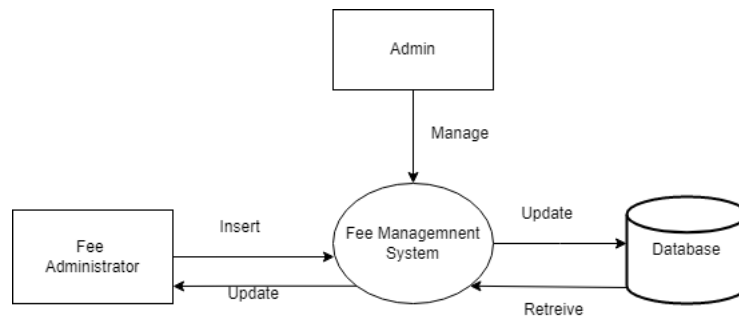 Admin
Manage
Fee
Administrator
Insert
Update
Fee Managemnent
System
Update
Retreive
Database